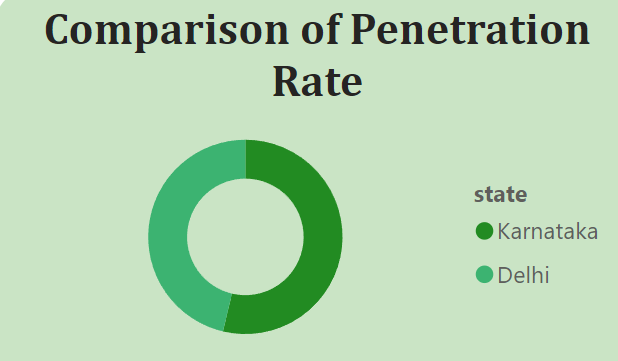 Comparison of Penetration
Rate
state
Karnataka
Delhi